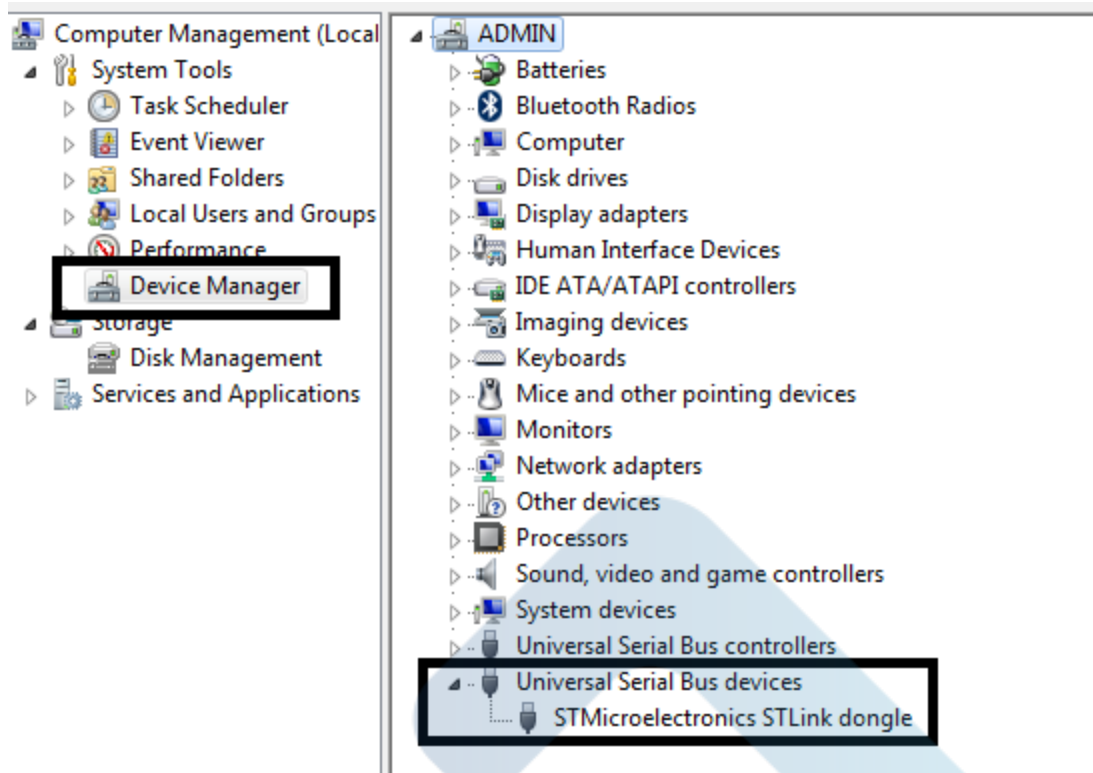 Computer Management (Local
System Tools
Task Scheduler
Event Viewer
Shared Folders
Local Users and Groups
Performance
Device Manager
Storage
Disk Management
Services and Applications
ADMIN
Batteries
Bluetooth Radios
Computer
Disk drives
Display adapters
Human Interface Devices
IDE ATA/ATAPI controllers
Imaging devices
Keyboards
Mice and other pointing devices
Monitors
Network adapters
Other devices
Processors
Sound, video and game controllers
System devices
Universal Serial Bus controllers
Universal Serial Bus devices
STMicroelectronics STLink dongle